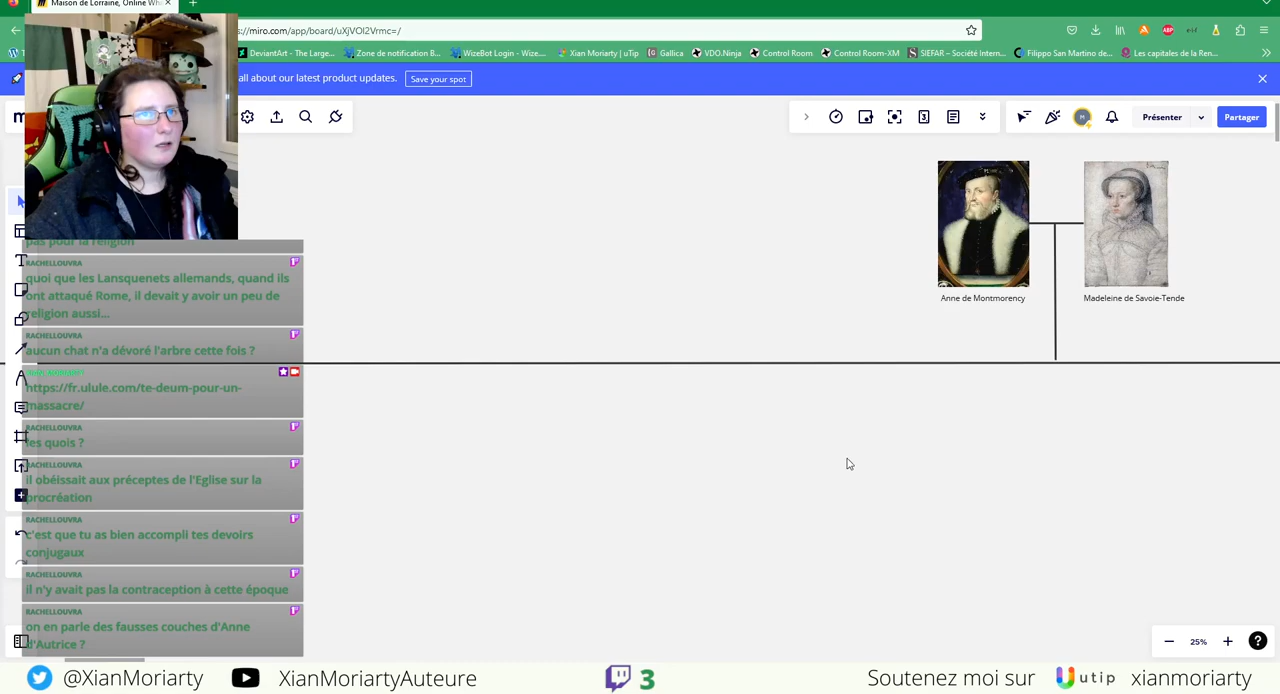 Maison de Lorraine, Online Wh
s://miro.com/app/board/uXjVOl2Vrmc=/
DeviantArt - The Large...
Zone de notification B...
WizeBot Login - Wize....
Xian Moriarty | uTip
Gallica
VDO.Ninja
Control Room
Control Room-XM
SIEFAR – Société Intern...
Filippo San Martino de...
Les capitales de la Ren...
all about our latest product updates.
Save your spot
Présenter
Partager
Anne de Montmorency
Madeleine de Savoie-Tende
pas pour la religion
RACHELLOUVRA
quoi que les Lansquenets allemands, quand ils
ont attaqué Rome, il devait y avoir un peu de
religion aussi...
RACHELLOUVRA
aucun chat n'a dévoré l'arbre cette fois ?
https://fr.ulule.com/te-deum-pour-un-
massacre/
RACHELLOUVRA
les quois ?
RACHELLOUVRA
il obéissait aux préceptes de l'Eglise sur la
procréation
RACHELLOUVRA
c'est que tu as bien accompli tes devoirs
conjugaux
RACHELLOUVRA
il n'y avait pas la contraception à cette époque
RACHELLOUVRA
on en parle des fausses couches d'Anne
d'Autrice ?
25%
@XianMoriarty
XianMoriartyAuteure
3
Soutenez moi sur
utip
xianmoriarty